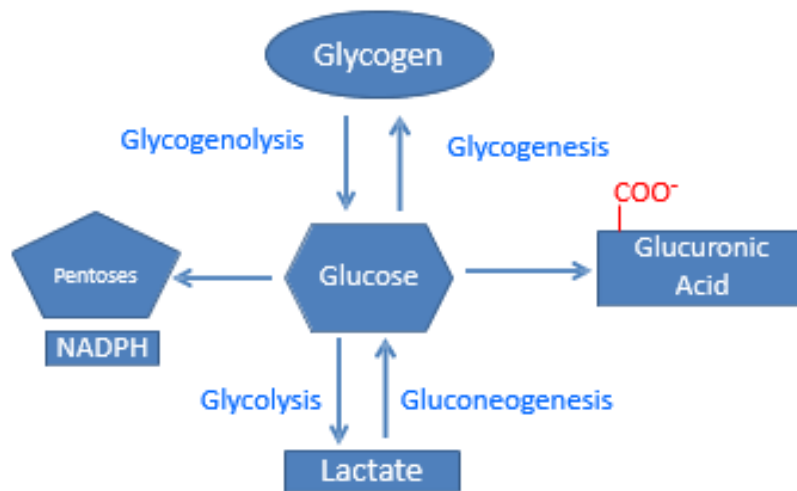 Glycogen
Glycogenolysis
Glycogenesis
COO⁻
Pentoses
Glucose
Glucuronic
Acid
NADPH
Glycolysis
Gluconeogenesis
Lactate